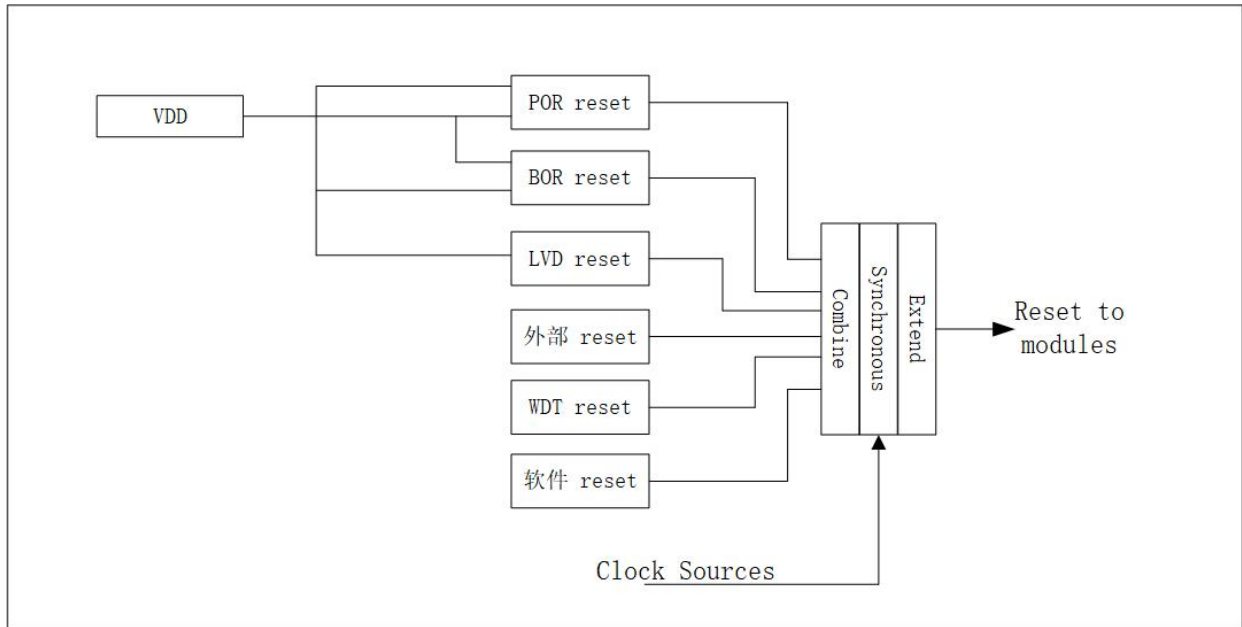 VDD
POR reset
BOR reset
LVD reset
外部 reset
WDT reset
软件 reset
Combine
Synchronous
Extend
Reset to
modules
Clock Sources